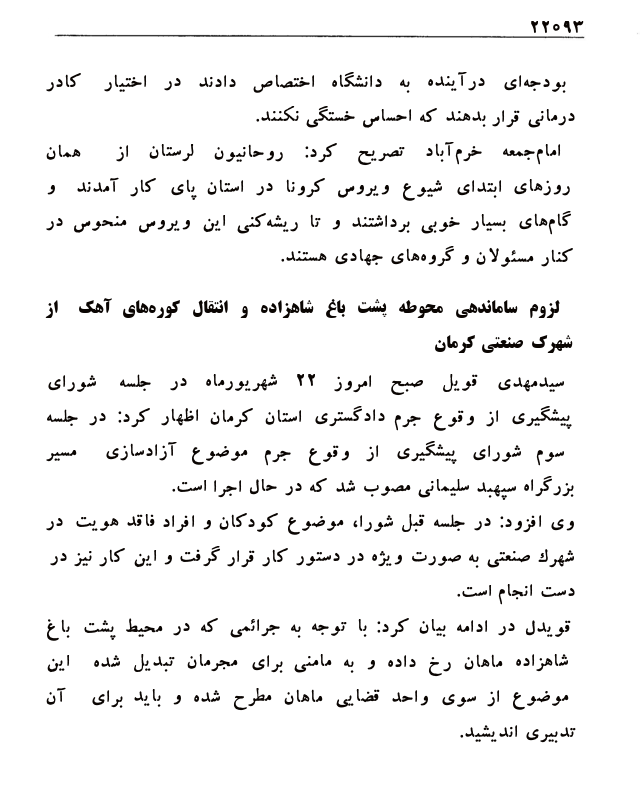 ۲۲۰۹۳
بودجه‌ای درآینده به دانشگاه اختصاص دادند در اختیار کادر
درمانی قرار بدهند که احساس خستگی نکنند.
امام‌جمعه خرم‌آباد تصریح کرد: روحانیون لرستان از همان
روزهای ابتدای شیوع ویروس کرونا در استان پای کار آمدند و
گام‌های بسیار خوبی برداشتند و تا ریشه‌کنی این ویروس منحوس در
کنار مسئولان و گروه‌های جهادی هستند.
لزوم ساماندهی محوطه پشت باغ شاهزاده و انتقال کوره‌های آهک از
شهرک صنعتی کرمان
سیدمهدی قویل صبح امروز ۲۲ شهریورماه در جلسه شورای
پیشگیری از وقوع جرم دادگستری استان کرمان اظهار کرد: در جلسه
سوم شورای پیشگیری از وقوع جرم موضوع آزادسازی مسیر
بزرگراه سپهبد سلیمانی مصوب شد که در حال اجرا است.
وی افزود: در جلسه قبل شورا، موضوع کودکان و افراد فاقد هویت در
شهرك صنعتی به صورت ویژه در دستور کار قرار گرفت و این کار نیز در
دست انجام است.
قویدل در ادامه بیان کرد: با توجه به جرائمی که در محیط پشت باغ
شاهزاده ماهان رخ داده و به مامنی برای مجرمان تبدیل شده این
موضوع از سوی واحد قضایی ماهان مطرح شده و باید برای آن
تدبیری اندیشید.